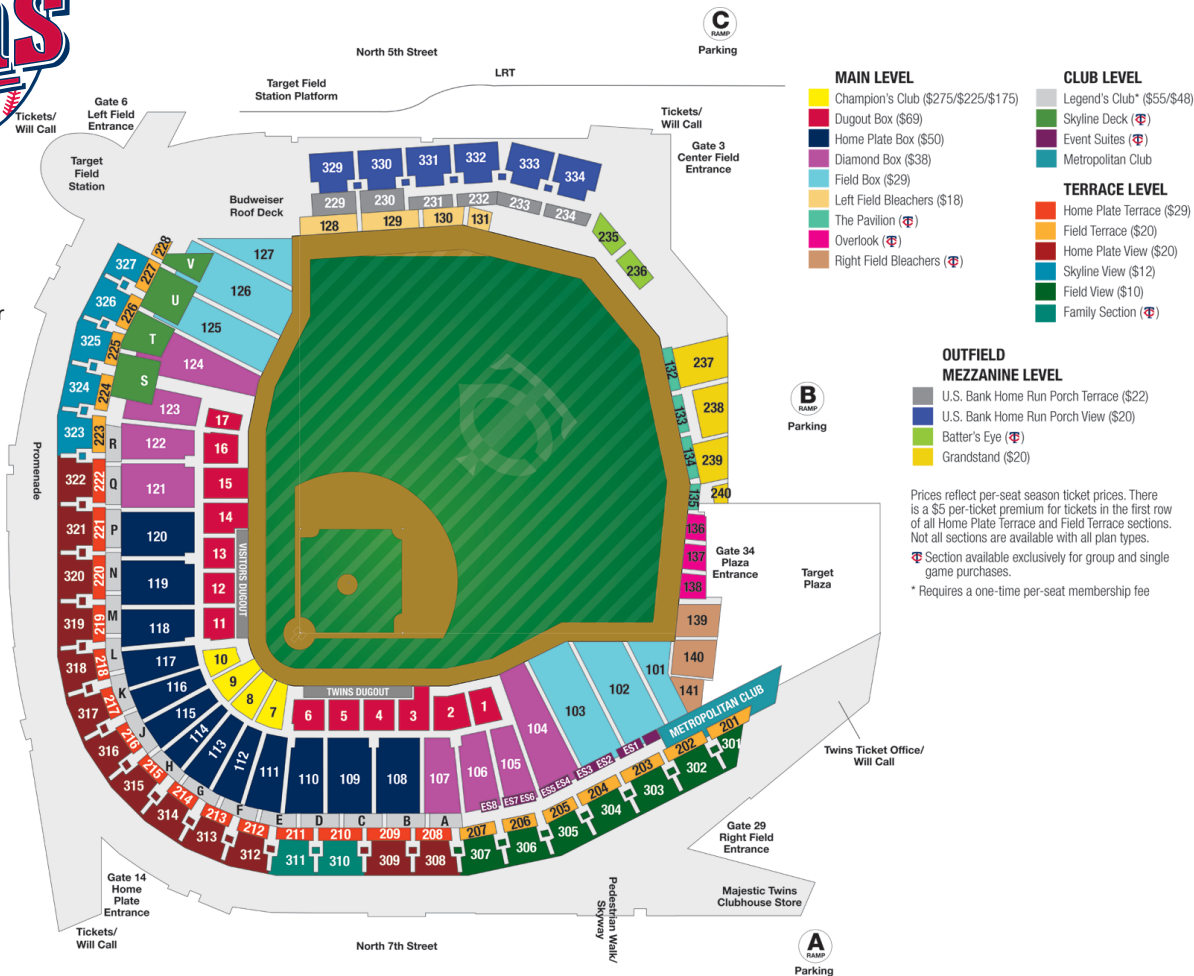 NS
C
RAMP
Parking
North 5th Street
LRT
Target Field
Station Platform
Gate 6
Left Field
Entrance
Tickets/
Will Call
Target
Field
Station
Tickets/
Will Call
Gate 3
Center Field
Entrance
Budweiser
Roof Deck
329
330
331
332
333
334
229
230
231
232
233
234
128
129
130
131
235
236
228
327
227
V
127
326
226
U
126
325
225
T
125
324
224
S
124
323
223
R
123
122
322
222
Q
121
321
221
P
120
320
220
N
119
319
219
M
118
318
218
L
117
317
217
K
116
316
216
J
115
315
215
H
114
314
214
G
113
313
213
F
112
312
212
E
111
17
16
15
14
13
12
11
VISITORS DUGOUT
10
9
8
7
TWINS DUGOUT
6
5
4
3
2
1
110
109
108
107
106
105
104
103
102
101
D
C
B
A
211
210
209
208
207
206
205
204
203
202
201
311
310
309
308
307
306
305
304
303
302
301
ES8
ES7
ES6
ES5
ES4
ES3
ES2
ES1
METROPOLITAN CLUB
132
133
134
135
136
137
138
139
140
141
237
238
239
240
B
RAMP
Parking
Gate 34
Plaza
Entrance
Target
Plaza
Promenade
r
Twins Ticket Office/
Will Call
Gate 29
Right Field
Entrance
Majestic Twins
Clubhouse Store
Gate 14
Home
Plate
Entrance
Tickets/
Will Call
North 7th Street
Pedestrian Walk/
Skyway
A
RAMP
Parking
MAIN LEVEL
Champion's Club ($275/$225/$175)
Dugout Box ($69)
Home Plate Box ($50)
Diamond Box ($38)
Field Box ($29)
Left Field Bleachers ($18)
The Pavilion (TC)
Overlook (TC)
Right Field Bleachers (TC)
CLUB LEVEL
Legend's Club* ($55/$48)
Skyline Deck (TC)
Event Suites (TC)
Metropolitan Club
TERRACE LEVEL
Home Plate Terrace ($29)
Field Terrace ($20)
Home Plate View ($20)
Skyline View ($12)
Field View ($10)
Family Section (TC)
OUTFIELD
MEZZANINE LEVEL
U.S. Bank Home Run Porch Terrace ($22)
U.S. Bank Home Run Porch View ($20)
Batter's Eye (TC)
Grandstand ($20)
Prices reflect per-seat season ticket prices. There
is a $5 per-ticket premium for tickets in the first row
of all Home Plate Terrace and Field Terrace sections.
Not all sections are available with all plan types.
TC Section available exclusively for group and single
game purchases.
* Requires a one-time per-seat membership fee